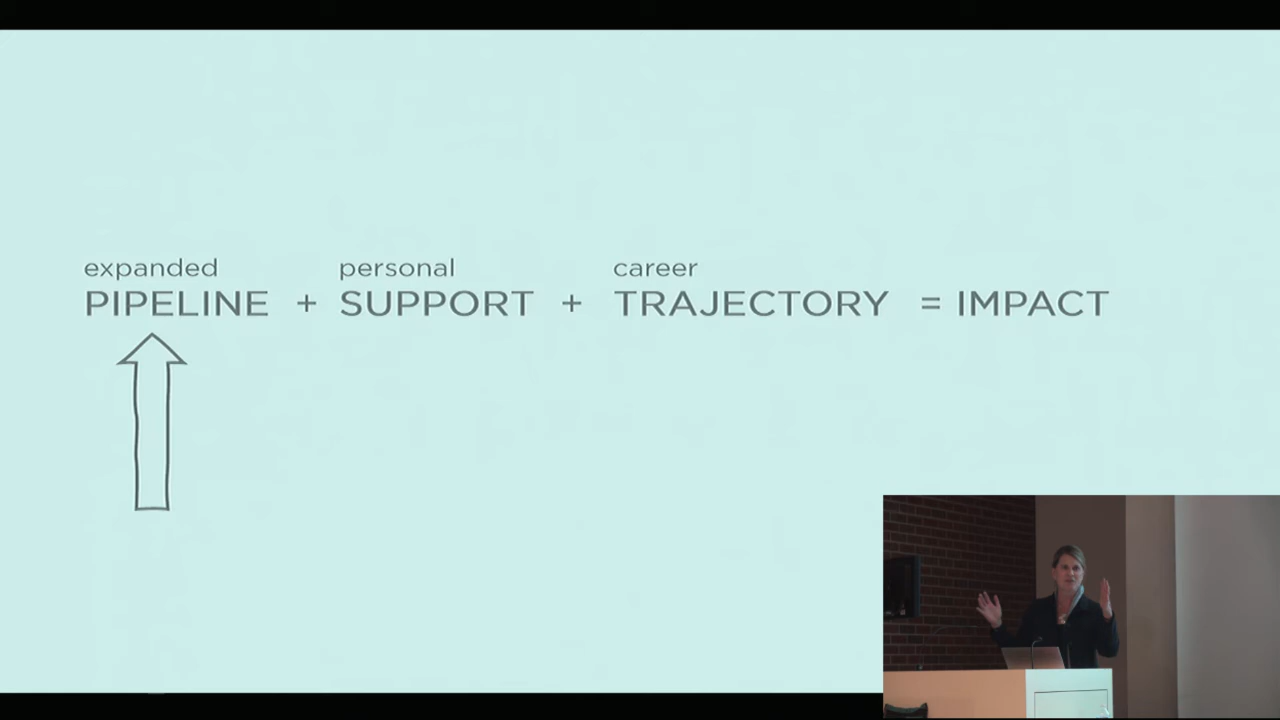 expanded personal career
PIPELINE + SUPPORT + TRAJECTORY = IMPACT